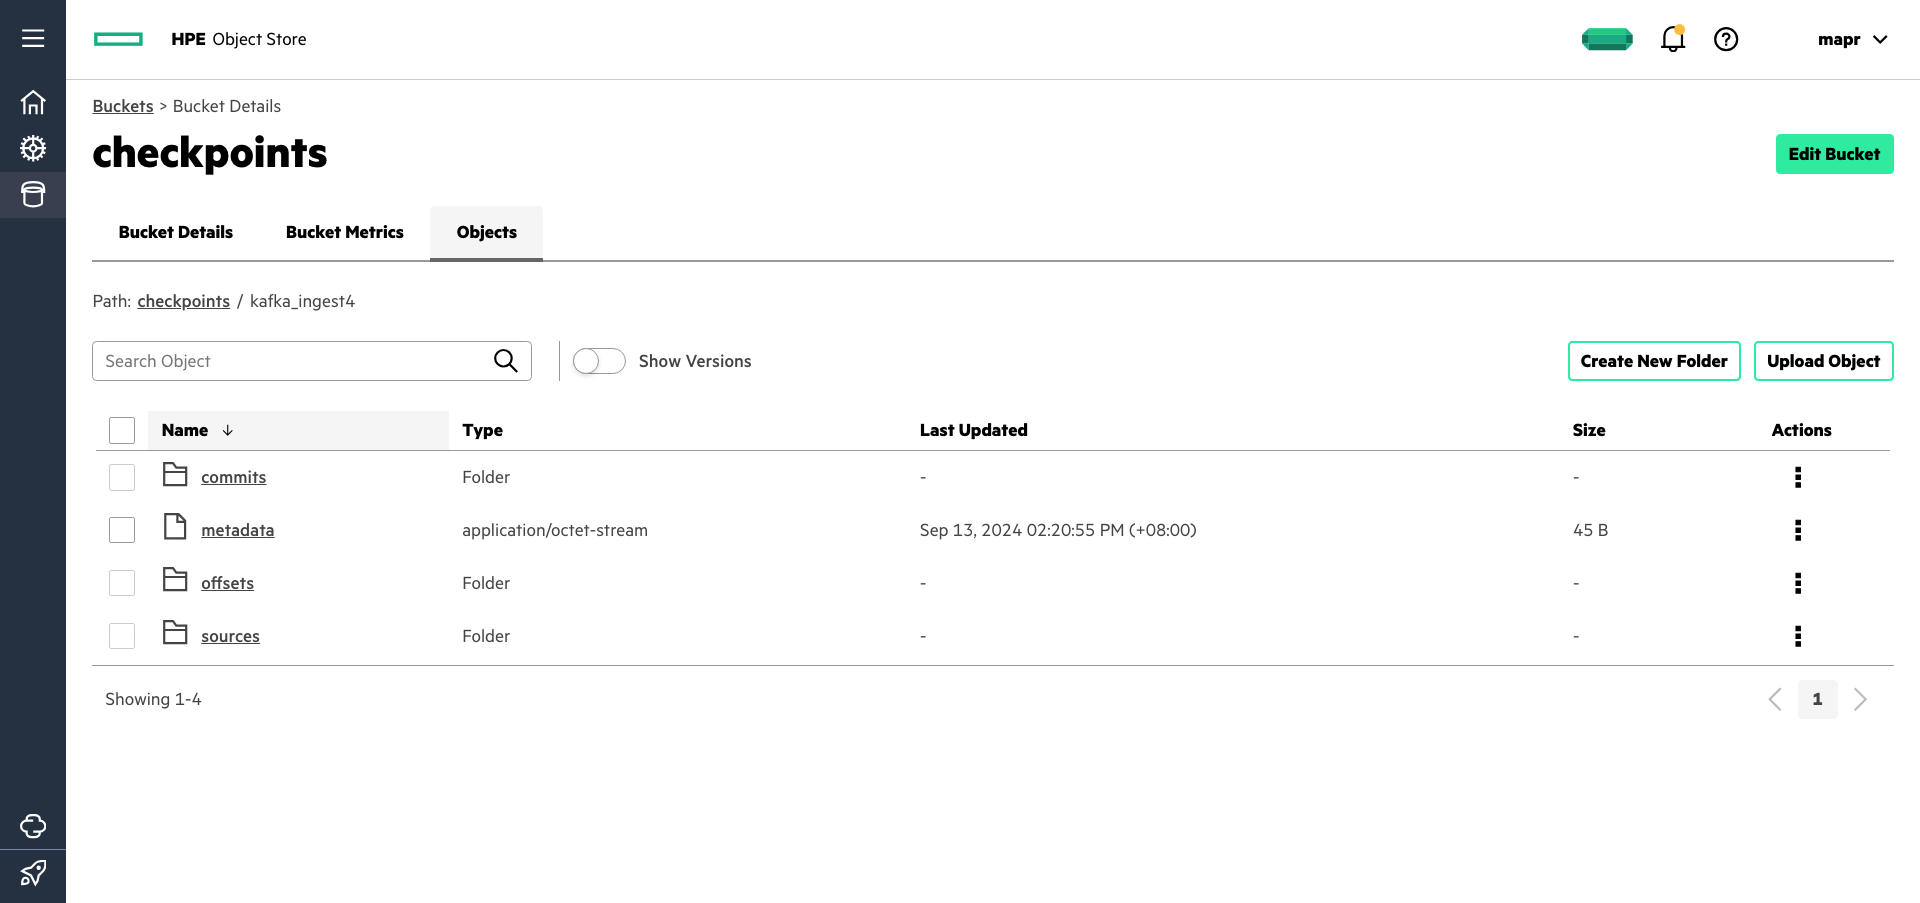 HPE Object Store
mapr
Buckets > Bucket Details
checkpoints
Edit Bucket
Bucket Details
Bucket Metrics
Objects
Path: checkpoints / kafka_ingest4
Search Object
Show Versions
Create New Folder
Upload Object
Name ↓ Type Last Updated Size Actions
commits Folder - -
metadata application/octet-stream Sep 13, 2024 02:20:55 PM (+08:00) 45 B
offsets Folder - -
sources Folder - -
Showing 1-4
1